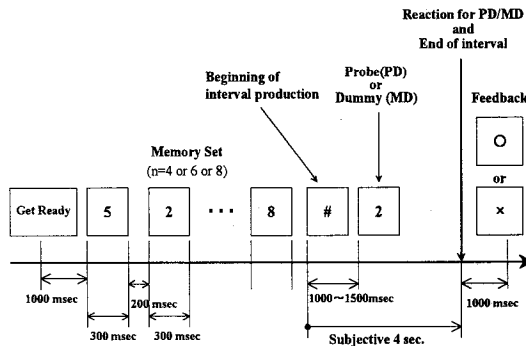 Reaction for PD/MD
and
End of interval
Beginning of
interval production
Probe(PD)
or
Dummy (MD)
Feedback
Memory Set
(n=4 or 6 or 8)
O
or
×
Get Ready
5
2
···
8
#
2
1000 msec
200 msec
1000～1500msec
1000 msec
300 msec
300 msec
Subjective 4 sec.